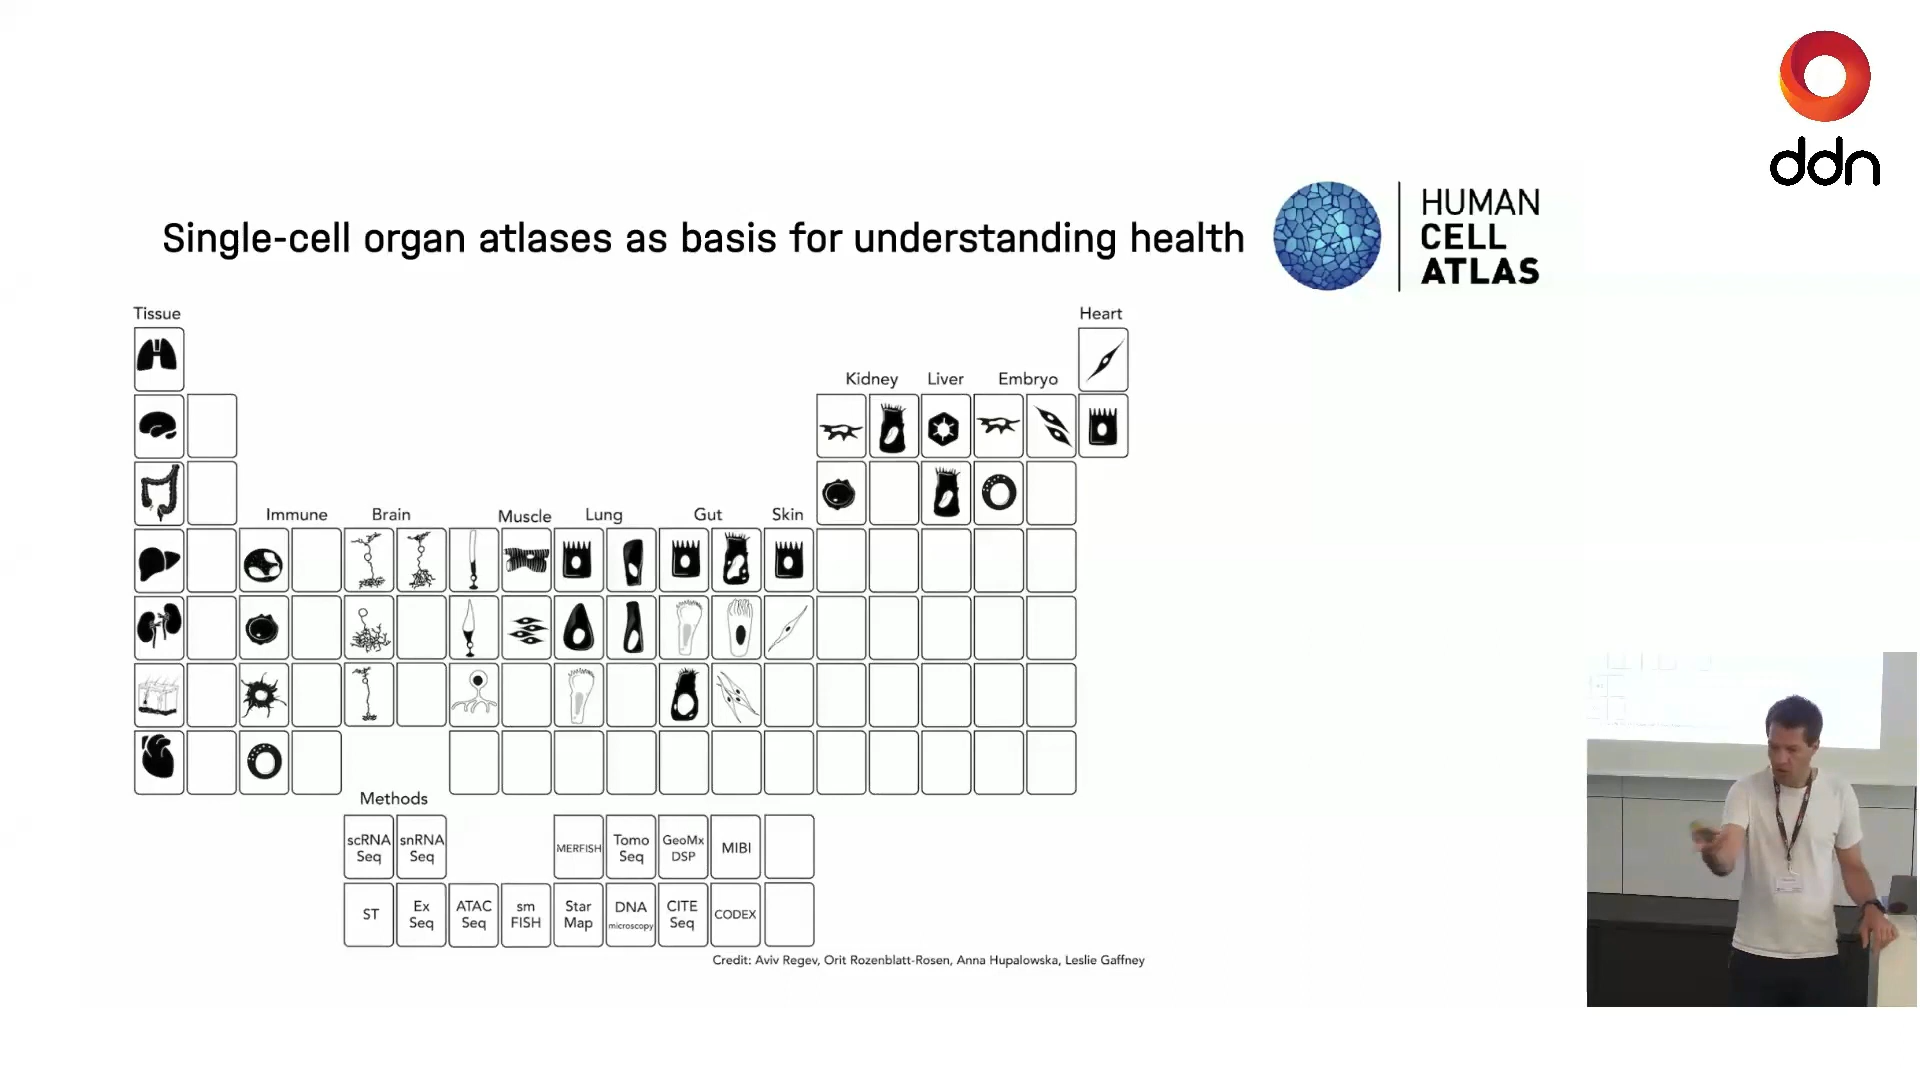 ddn
Single-cell organ atlases as basis for understanding health
HUMAN
CELL
ATLAS
Tissue
Heart
Kidney Liver Embryo
Immune Brain Muscle Lung Gut Skin
Methods
scRNA
Seq
snRNA
Seq
MERFISH
Tomo
Seq
GeoMx
DSP
MIBI
ST
Ex
Seq
ATAC
Seq
sm
FISH
Star
Map
DNA
microscopy
CITE
Seq
CODEX
Credit: Aviv Regev, Orit Rozenblatt-Rosen, Anna Hupalowska, Leslie Gaffney